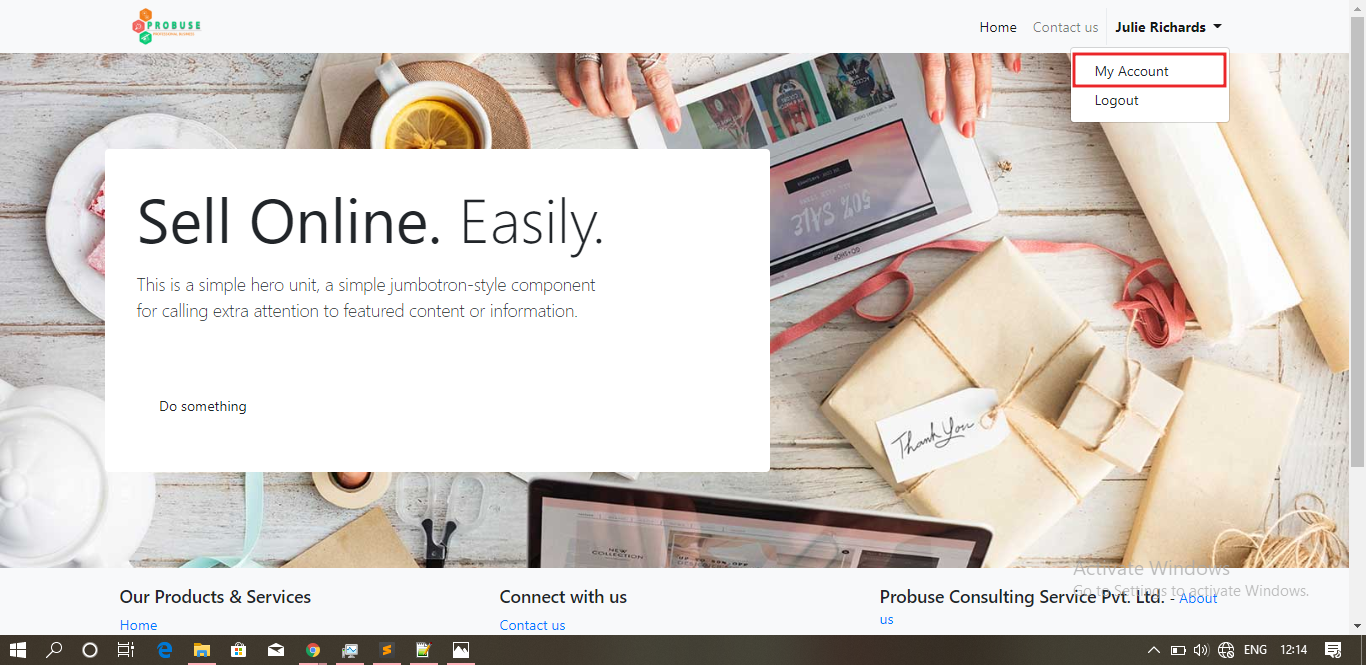 PROBUSE
PROFESSIONAL BUSINESS
Home
Contact us
Julie Richards
My Account
Logout
50% SALE
Sell Online. Easily.
This is a simple hero unit, a simple jumbotron-style component
for calling extra attention to featured content or information.
Do something
Thank You
NEW
COLLECTION
Activate Windows
Go to Settings to activate Windows.
Our Products & Services
Home
Connect with us
Contact us
Probuse Consulting Service Pvt. Ltd. - About
us
ENG
12:14